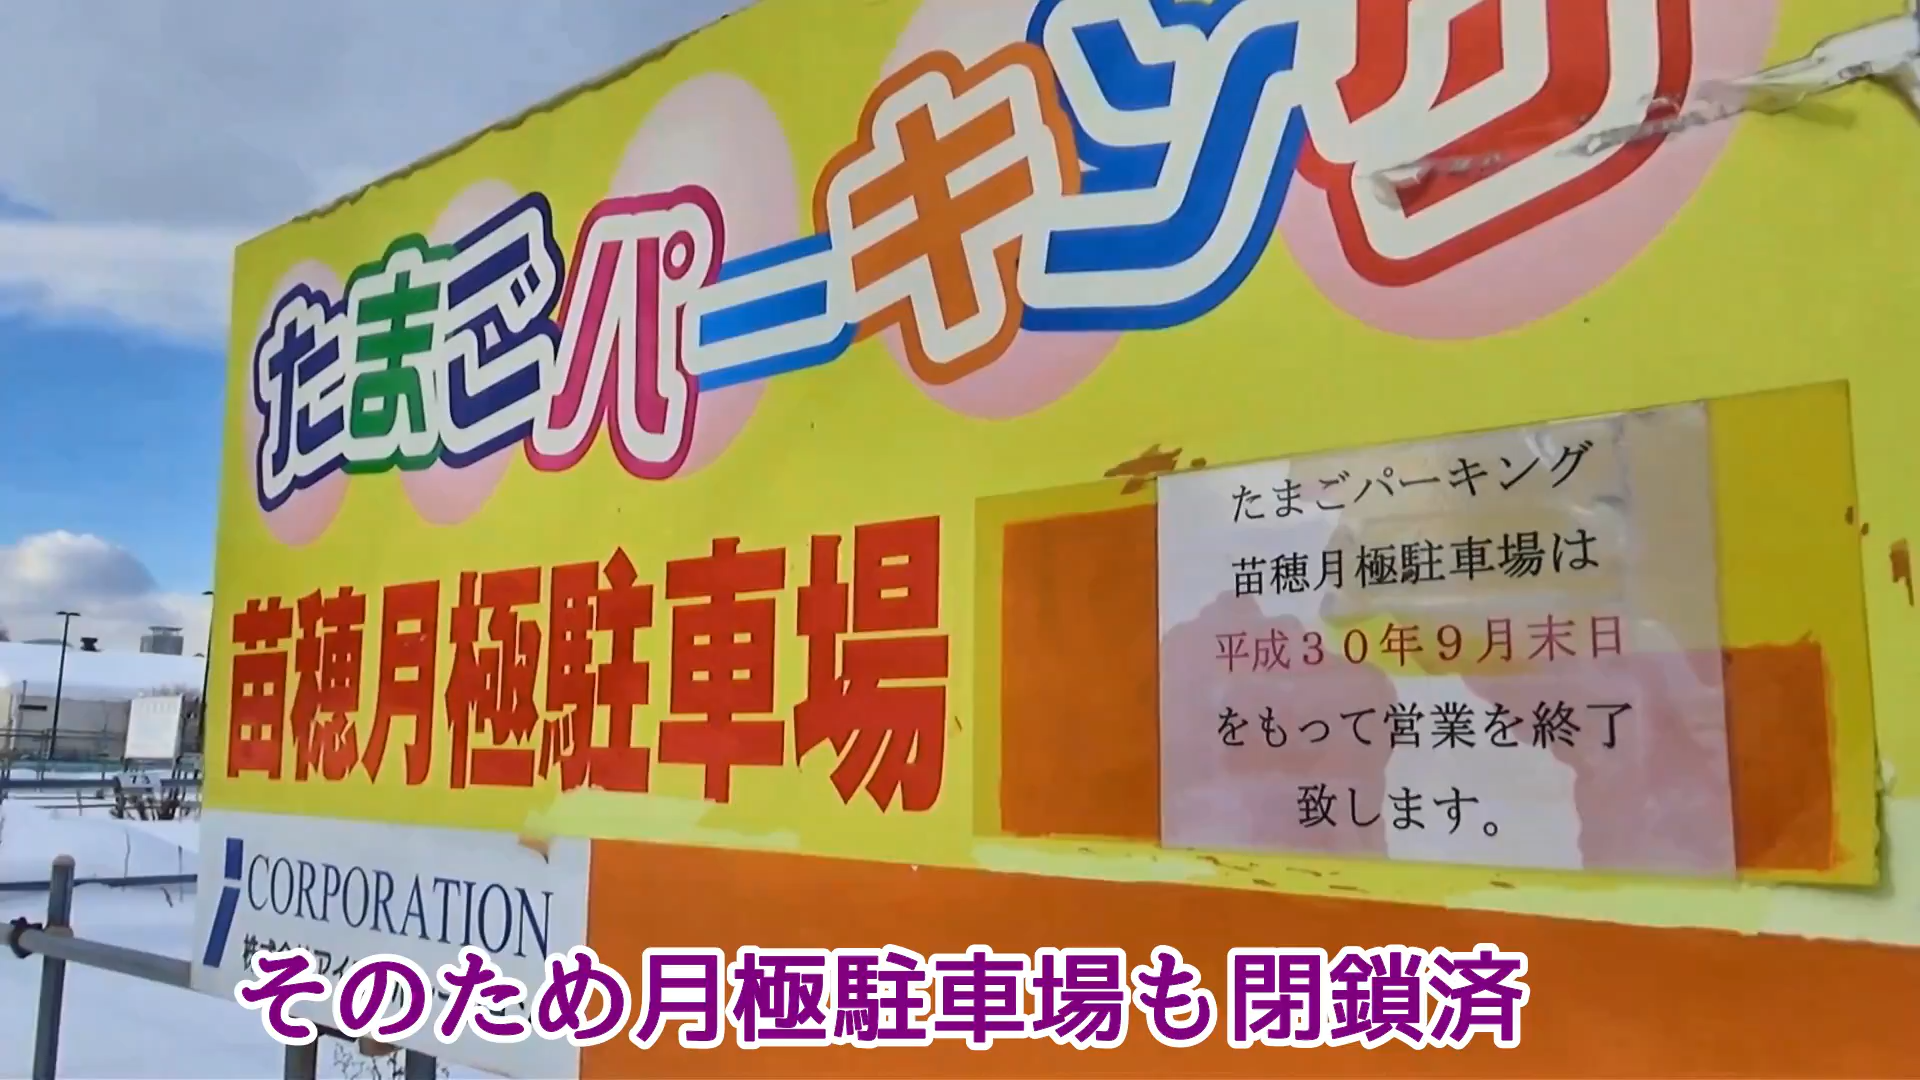 たまごパーキング
苗穂月極駐車場
たまごパーキング
苗穂月極駐車場は
平成30年9月末日
をもって営業を終了
致します。
CORPORATION
そのため月極駐車場も閉鎖済